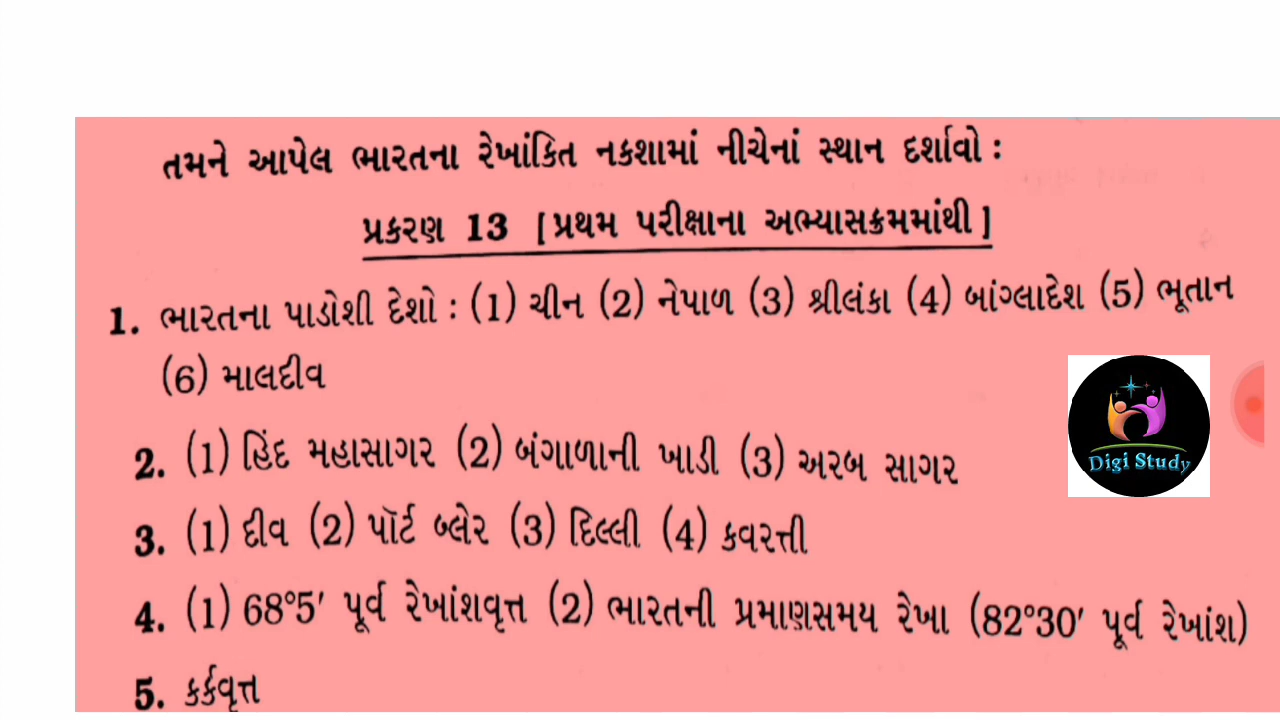 તમને આપેલ ભારતના રેખાંકિત નકશામાં નીચેનાં સ્થાન દર્શાવો :
પ્રકરણ 13 [પ્રથમ પરીક્ષાના અભ્યાસક્રમમાંથી]
1. ભારતના પાડોશી દેશો : (1) ચીન (2) નેપાળ (3) શ્રીલંકા (4) બાંગ્લાદેશ (5) ભૂતાન
(6) માલદીવ
2. (1) હિંદ મહાસાગર (2) બંગાળાની ખાડી (3) અરબ સાગર
Digi Study
3. (1) દીવ (2) પૉર્ટ બ્લેર (3) દિલ્લી (4) કવરત્તી
4. (1) 68°5′ પૂર્વ રેખાંશવૃત્ત (2) ભારતની પ્રમાણસમય રેખા (82°30′ પૂર્વ રેખાંશ)
5. કર્કવૃત્ત